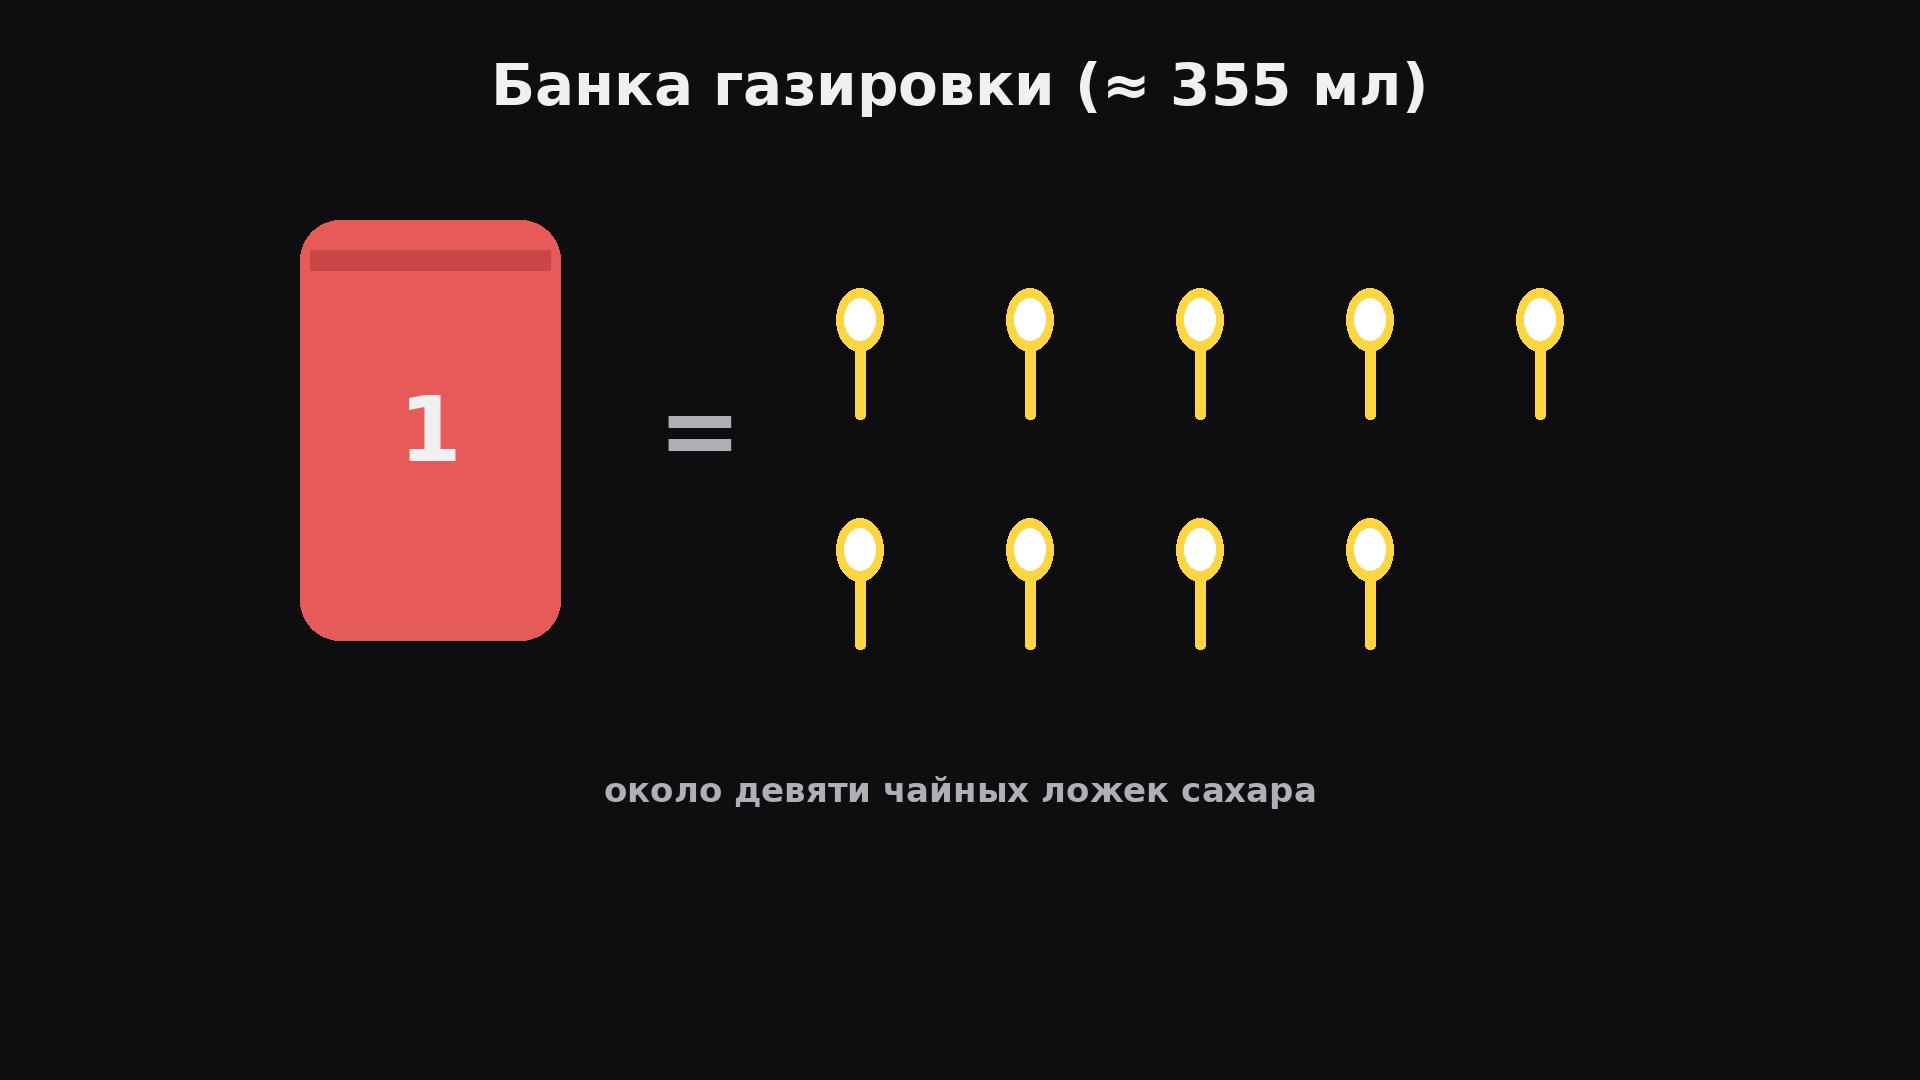 Банка газировки (≈ 355 мл)
1
=
около девяти чайных ложек сахара